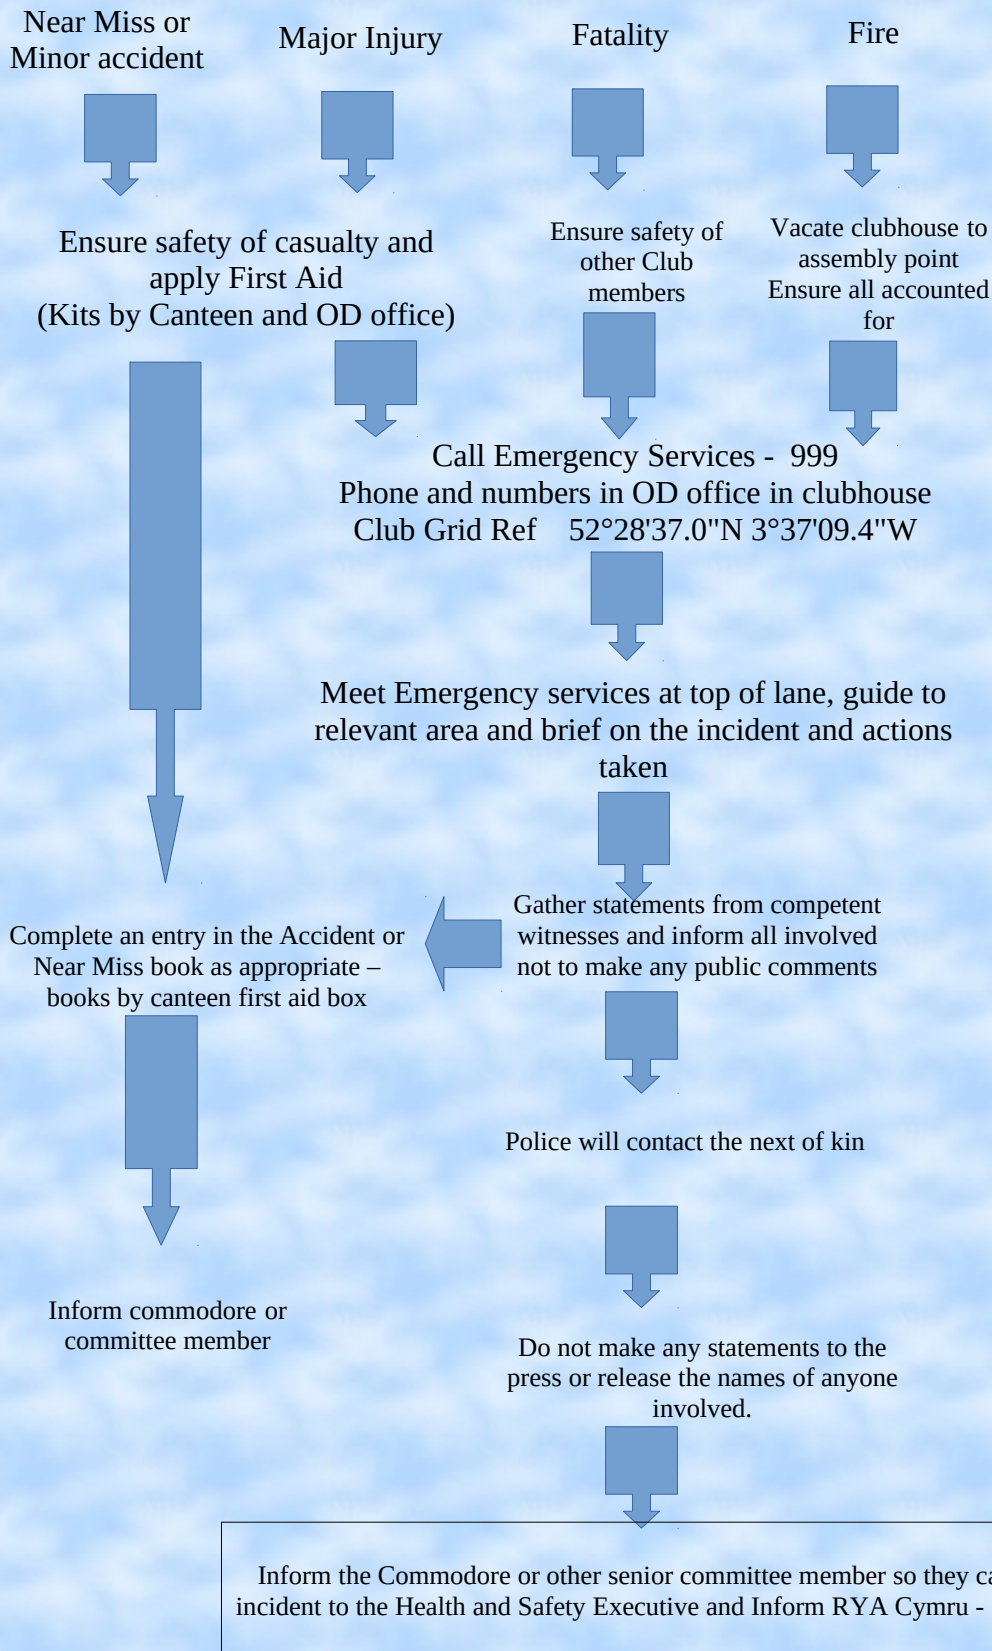 Near Miss or
Minor accident
Major Injury
Fatality
Fire
Ensure safety of casualty and
apply First Aid
(Kits by Canteen and OD office)
Ensure safety of
other Club
members
Vacate clubhouse to
assembly point
Ensure all accounted
for
Call Emergency Services - 999
Phone and numbers in OD office in clubhouse
Club Grid Ref 52°28'37.0"N 3°37'09.4"W
Meet Emergency services at top of lane, guide to
relevant area and brief on the incident and actions
taken
Gather statements from competent
witnesses and inform all involved
not to make any public comments
Complete an entry in the Accident or
Near Miss book as appropriate –
books by canteen first aid box
Police will contact the next of kin
Inform commodore or
committee member
Do not make any statements to the
press or release the names of anyone
involved.
Inform the Commodore or other senior committee member so they
incident to the Health and Safety Executive and Inform RYA Cymru -